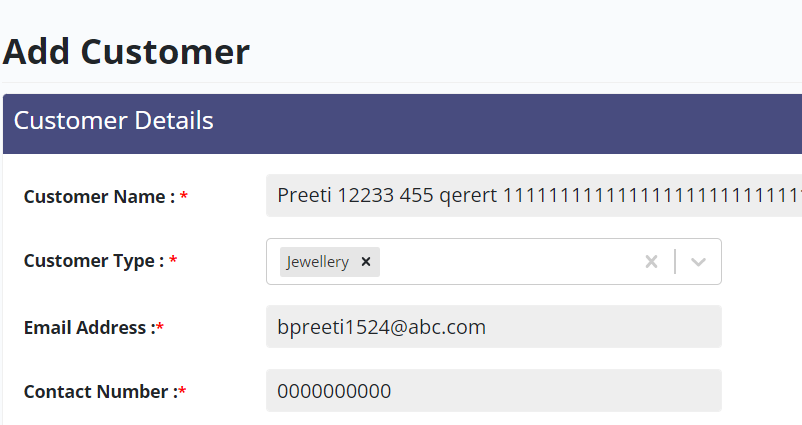 Add Customer
Customer Details
Customer Name : * Preeti 12233 455 qerert 1111111111111111111111111111
Customer Type : * Jewellery ×
Email Address :* bpreeti1524@abc.com
Contact Number :* 0000000000